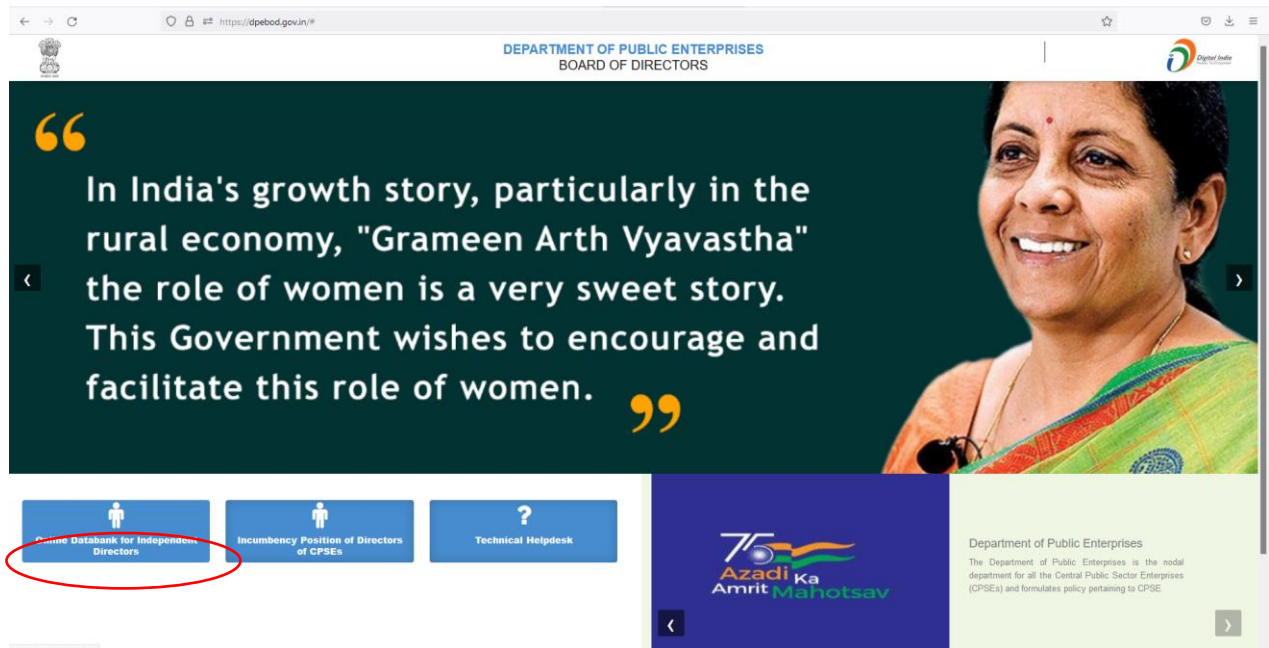 https://dpebod.gov.in/#
DEPARTMENT OF PUBLIC ENTERPRISES
BOARD OF DIRECTORS
Digital India
“
In India's growth story, particularly in the
rural economy, "Grameen Arth Vyavastha"
the role of women is a very sweet story.
This Government wishes to encourage and
facilitate this role of women.
”
Online Databank for Independent
Directors
Incumbency Position of Directors
of CPSEs
?
Technical Helpdesk
75
Azadi Ka
Amrit Mahotsav
Department of Public Enterprises
The Department of Public Enterprises is the nodal
department for all the Central Public Sector Enterprises
(CPSEs) and formulates policy pertaining to CPSE